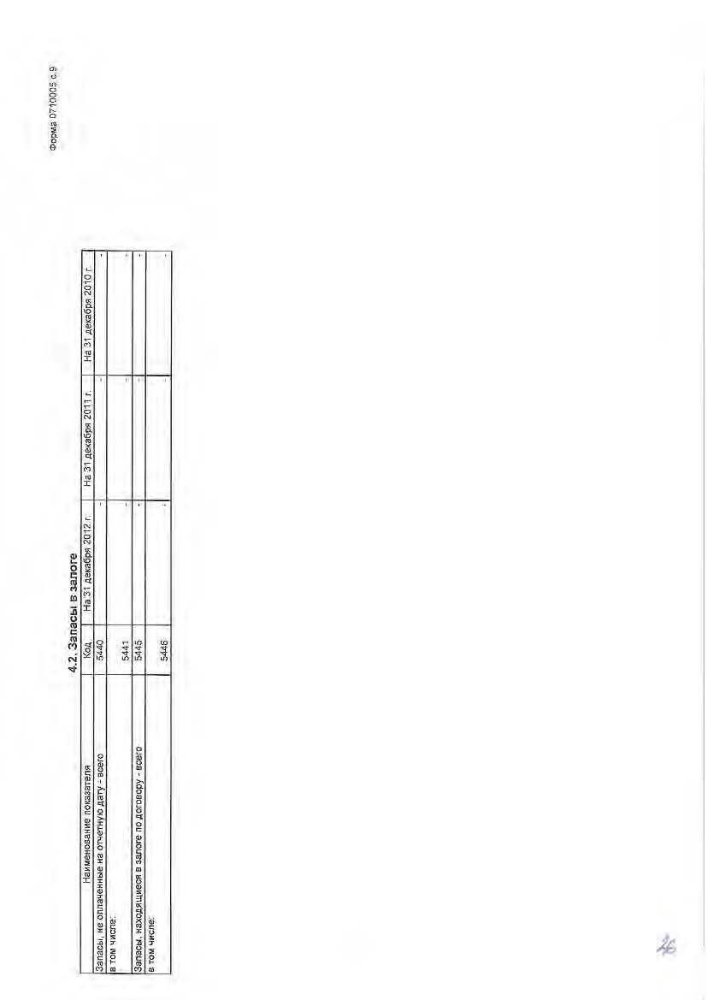 Форма 0710005 с.9
4.2. Запасы в залоге
Наименование показателя Код На 31 декабря 2012 г. На 31 декабря 2011 г. На 31 декабря 2010 г.
Запасы, не оплаченные на отчетную дату - всего 5440 - - -
в том числе:
5441 - - -
Запасы, находящиеся в залоге по договору - всего 5445 - - -
в том числе:
5446 - - -
26